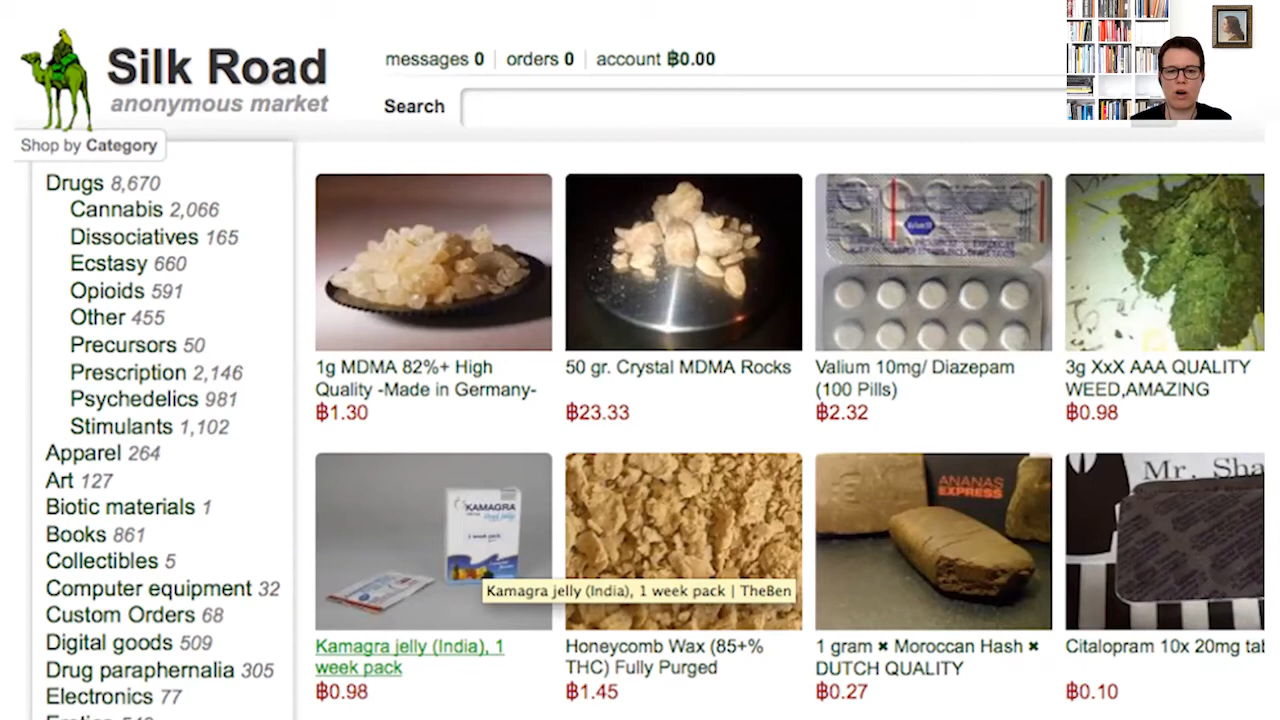 Silk Road
anonymous market
messages 0
orders 0
account ฿0.00
Search
Shop by Category
Drugs 8,670
Cannabis 2,066
Dissociatives 165
Ecstasy 660
Opioids 591
Other 455
Precursors 50
Prescription 2,146
Psychedelics 981
Stimulants 1,102
Apparel 264
Art 127
Biotic materials 1
Books 861
Collectibles 5
Computer equipment 32
Custom Orders 68
Digital goods 509
Drug paraphernalia 305
Electronics 77
1g MDMA 82%+ High
Quality -Made in Germany-
฿1.30
50 gr. Crystal MDMA Rocks
฿23.33
Valium 10mg/ Diazepam
(100 Pills)
฿2.32
3g XxX AAA QUALITY
WEED,AMAZING
฿0.98
KAMAGRA
Kamagra jelly (India), 1 week pack | TheBen
Kamagra jelly (India), 1
week pack
฿0.98
Honeycomb Wax (85+%
THC) Fully Purged
฿1.45
ANANAS
EXPRESS
1 gram ✖ Moroccan Hash ✖
DUTCH QUALITY
฿0.27
Mr. Sha
Citalopram 10x 20mg tab
฿0.10